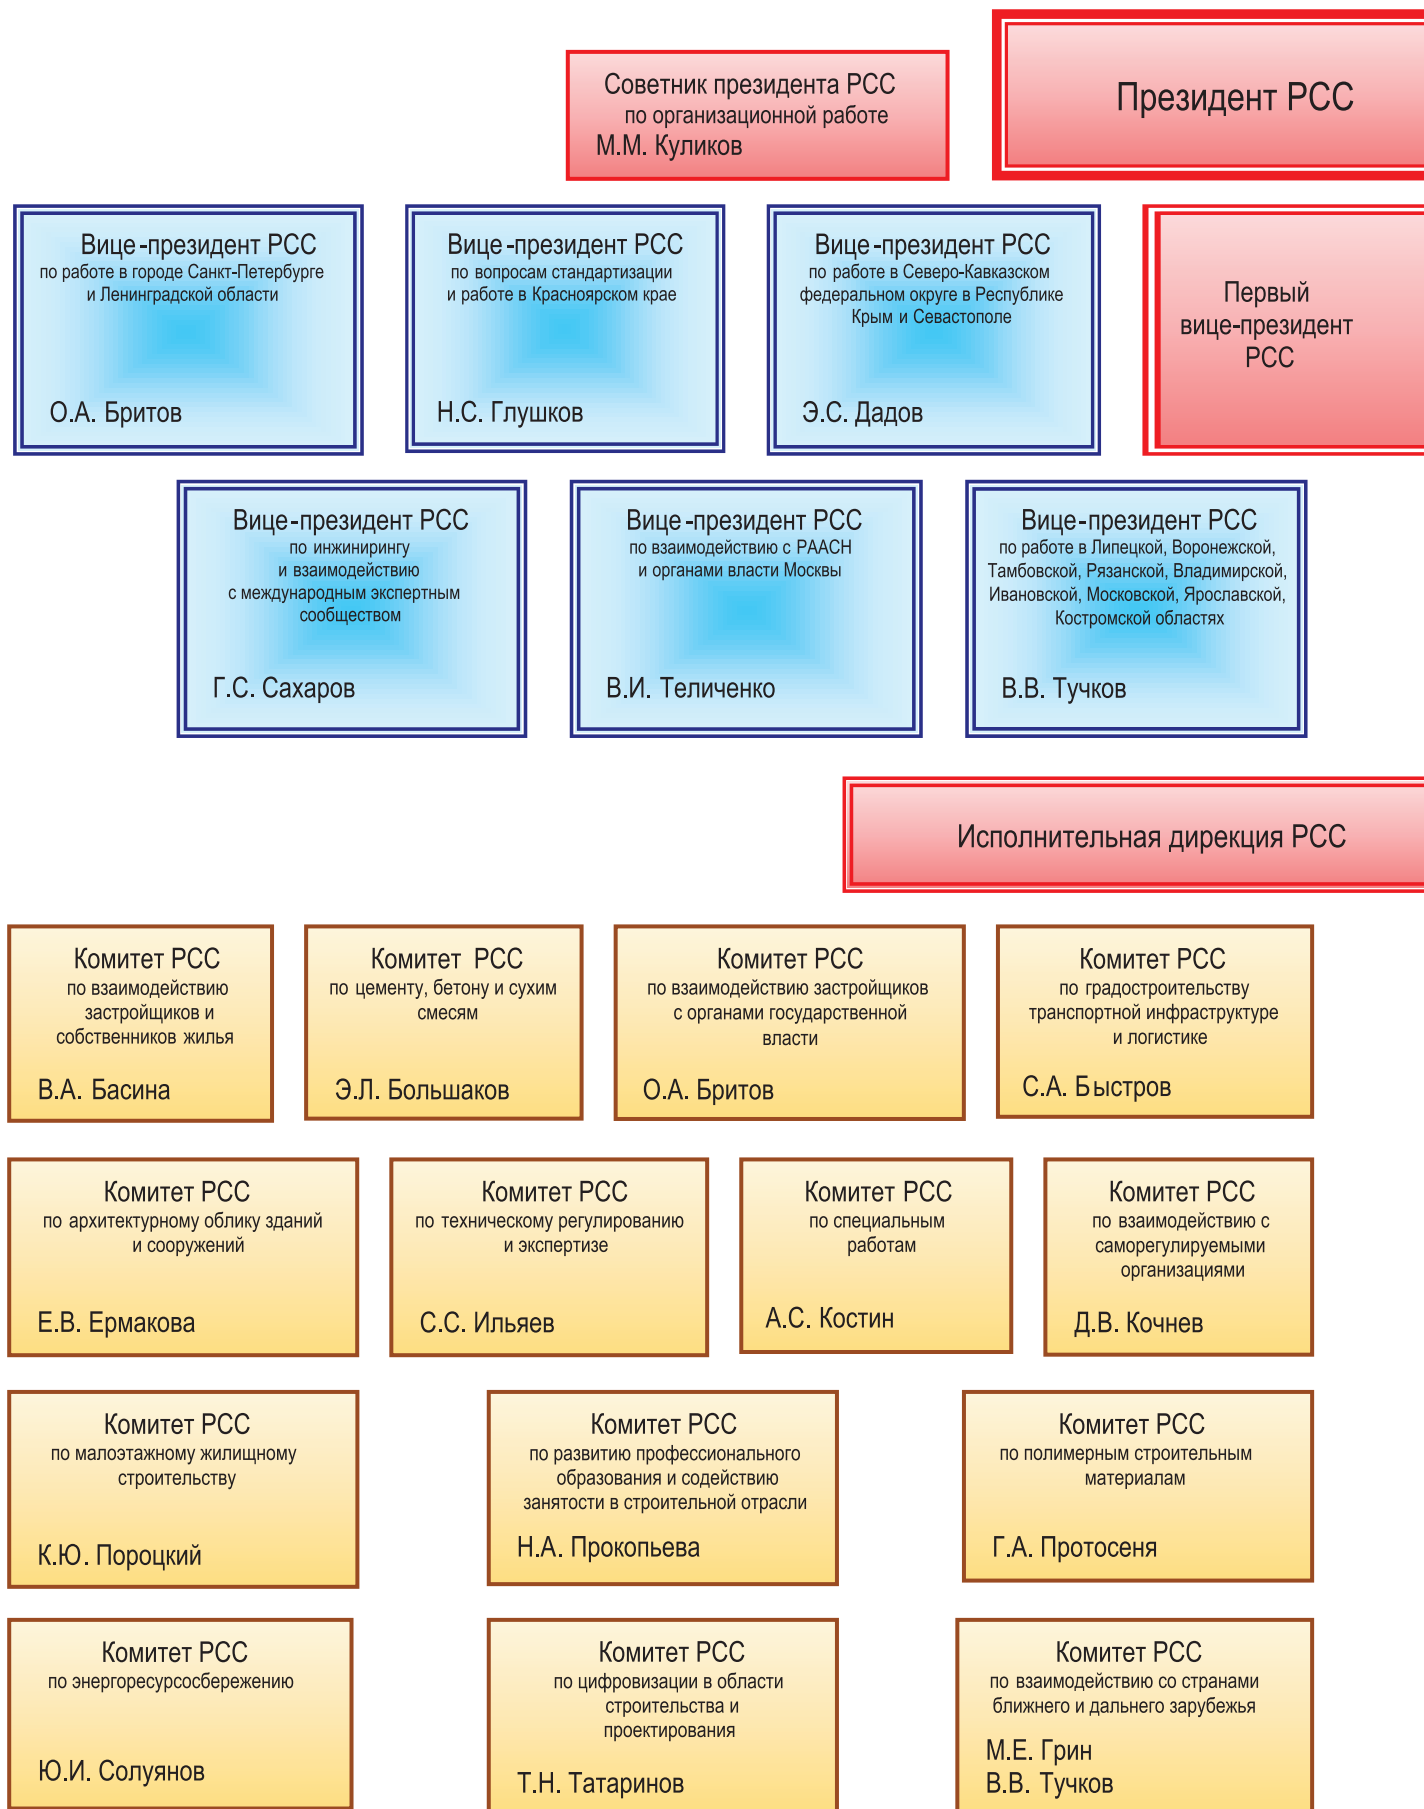 Советник президента РСС
по организационной работе
М.М. Куликов
Президент РСС
Вице-президент РСС
по работе в городе Санкт-Петербурге
и Ленинградской области
О.А. Бритов
Вице-президент РСС
по вопросам стандартизации
и работе в Красноярском крае
Н.С. Глушков
Вице-президент РСС
по работе в Северо-Кавказском
федеральном округе в Республике
Крым и Севастополе
Э.С. Дадов
Первый
вице-президент
РСС
Вице-президент РСС
по инжинирингу
и взаимодействию
с международным экспертным
сообществом
Г.С. Сахаров
Вице-президент РСС
по взаимодействию с РААСН
и органами власти Москвы
В.И. Теличенко
Вице-президент РСС
по работе в Липецкой, Воронежской,
Тамбовской, Рязанской, Владимирской,
Ивановской, Московской, Ярославской,
Костромской областях
В.В. Тучков
Исполнительная дирекция РСС
Комитет РСС
по взаимодействию
застройщиков и
собственников жилья
В.А. Басина
Комитет РСС
по цементу, бетону и сухим
смесям
Э.Л. Большаков
Комитет РСС
по взаимодействию застройщиков
с органами государственной
власти
О.А. Бритов
Комитет РСС
по градостроительству
транспортной инфраструктуре
и логистике
С.А. Быстров
Комитет РСС
по архитектурному облику зданий
и сооружений
Е.В. Ермакова
Комитет РСС
по техническому регулированию
и экспертизе
С.С. Ильяев
Комитет РСС
по специальным
работам
А.С. Костин
Комитет РСС
по взаимодействию с
саморегулируемыми
организациями
Д.В. Кочнев
Комитет РСС
по малоэтажному жилищному
строительству
К.Ю. Пороцкий
Комитет РСС
по развитию профессионального
образования и содействию
занятости в строительной отрасли
Н.А. Прокопьева
Комитет РСС
по полимерным строительным
материалам
Г.А. Протосеня
Комитет РСС
по энергоресурсосбережению
Ю.И. Солуянов
Комитет РСС
по цифровизации в области
строительства и
проектирования
Т.Н. Татаринов
Комитет РСС
по взаимодействию со странами
ближнего и дальнего зарубежья
М.Е. Грин
В.В. Тучков